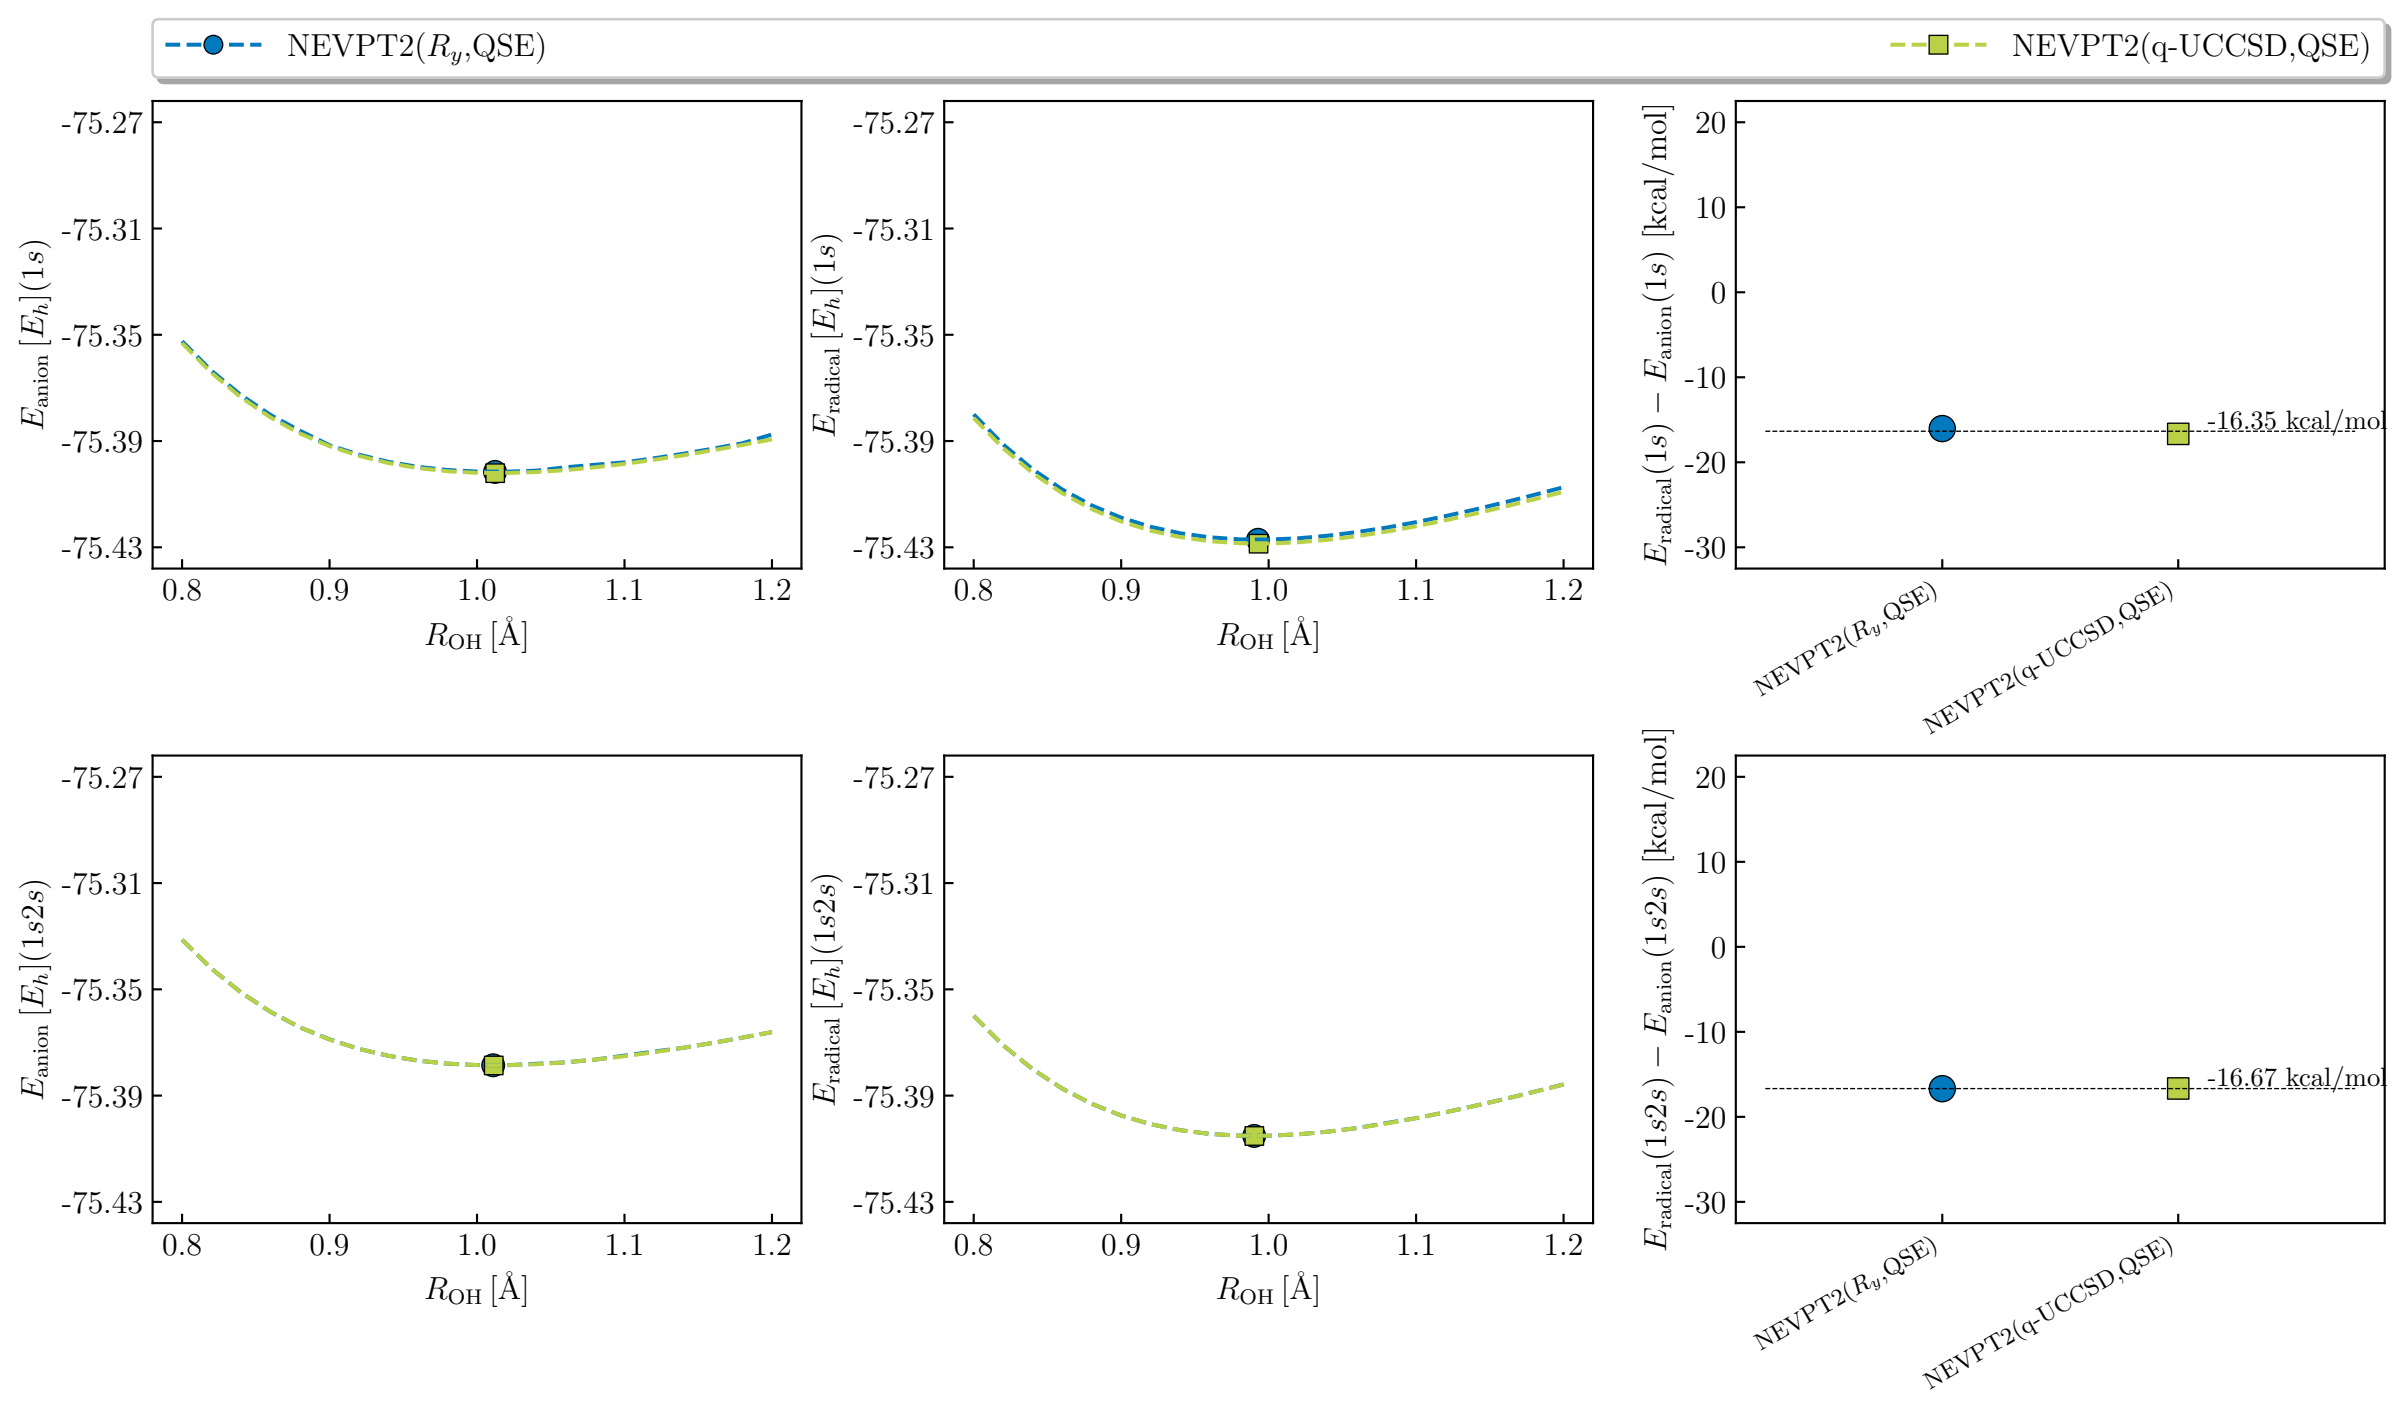 NEVPT2(R_y,QSE)
NEVPT2(q-UCCSD,QSE)
E_anion [E_h](1s)
-75.27
-75.31
-75.35
-75.39
-75.43
0.8 0.9 1.0 1.1 1.2
R_OH [Å]
E_radical [E_h](1s)
-75.27
-75.31
-75.35
-75.39
-75.43
0.8 0.9 1.0 1.1 1.2
R_OH [Å]
E_radical(1s) − E_anion(1s) [kcal/mol]
20
10
0
-10
-20
-30
-16.35 kcal/mol
NEVPT2(R_y,QSE)
NEVPT2(q-UCCSD,QSE)
E_anion [E_h](1s2s)
-75.27
-75.31
-75.35
-75.39
-75.43
0.8 0.9 1.0 1.1 1.2
R_OH [Å]
E_radical [E_h](1s2s)
-75.27
-75.31
-75.35
-75.39
-75.43
0.8 0.9 1.0 1.1 1.2
R_OH [Å]
E_radical(1s2s) − E_anion(1s2s) [kcal/mol]
20
10
0
-10
-20
-30
-16.67 kcal/mol
NEVPT2(R_y,QSE)
NEVPT2(q-UCCSD,QSE)